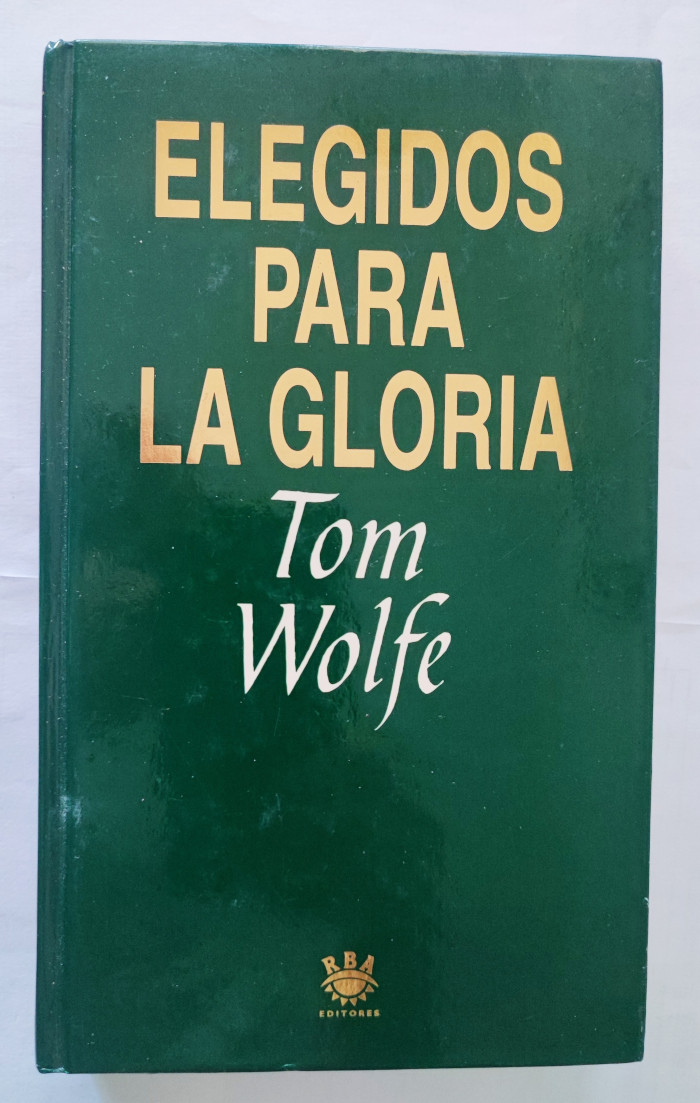 ELEGIDOS
PARA
LA GLORIA
Tom
Wolfe
RBA
EDITORES